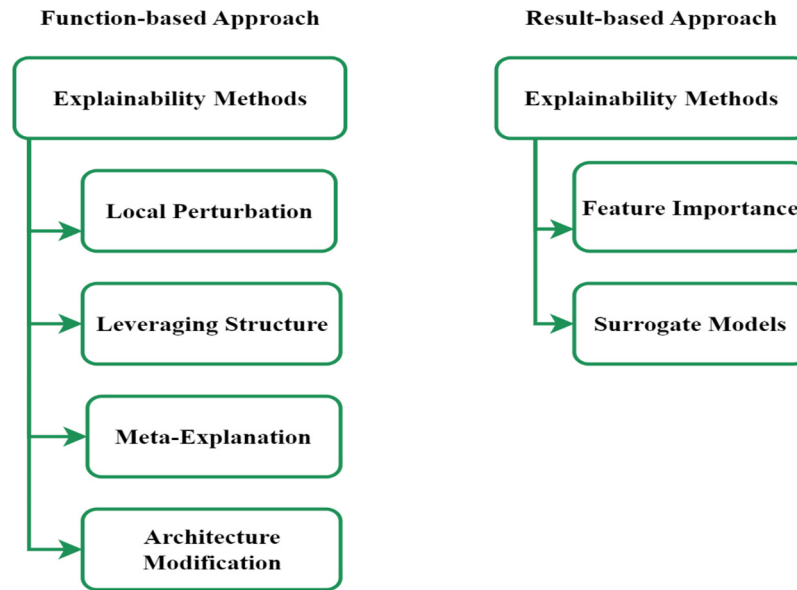 Function-based Approach
Explainability Methods
Local Perturbation
Leveraging Structure
Meta-Explanation
Architecture
Modification
Result-based Approach
Explainability Methods
Feature Importance
Surrogate Models